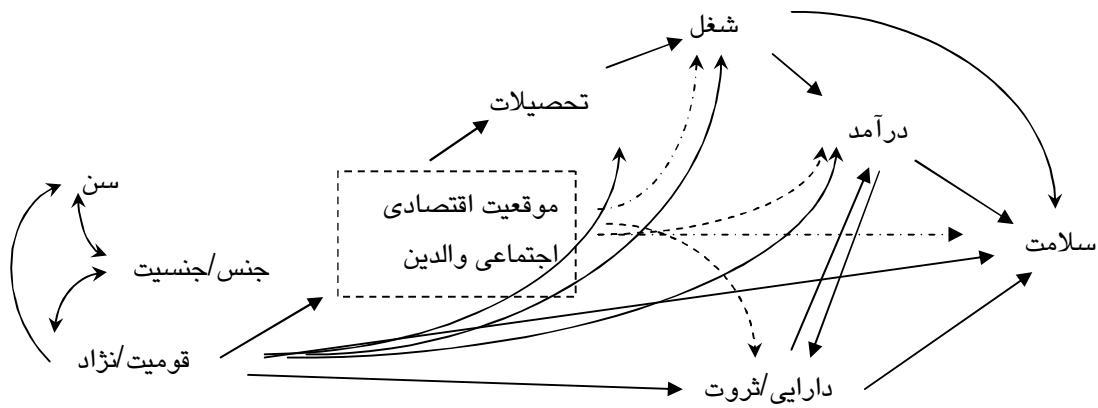 شغل
تحصیلات
درآمد
سن
موقعیت اقتصادی
اجتماعی والدین
سلامت
جنس/جنسیت
قومیت/نژاد
دارایی/ثروت